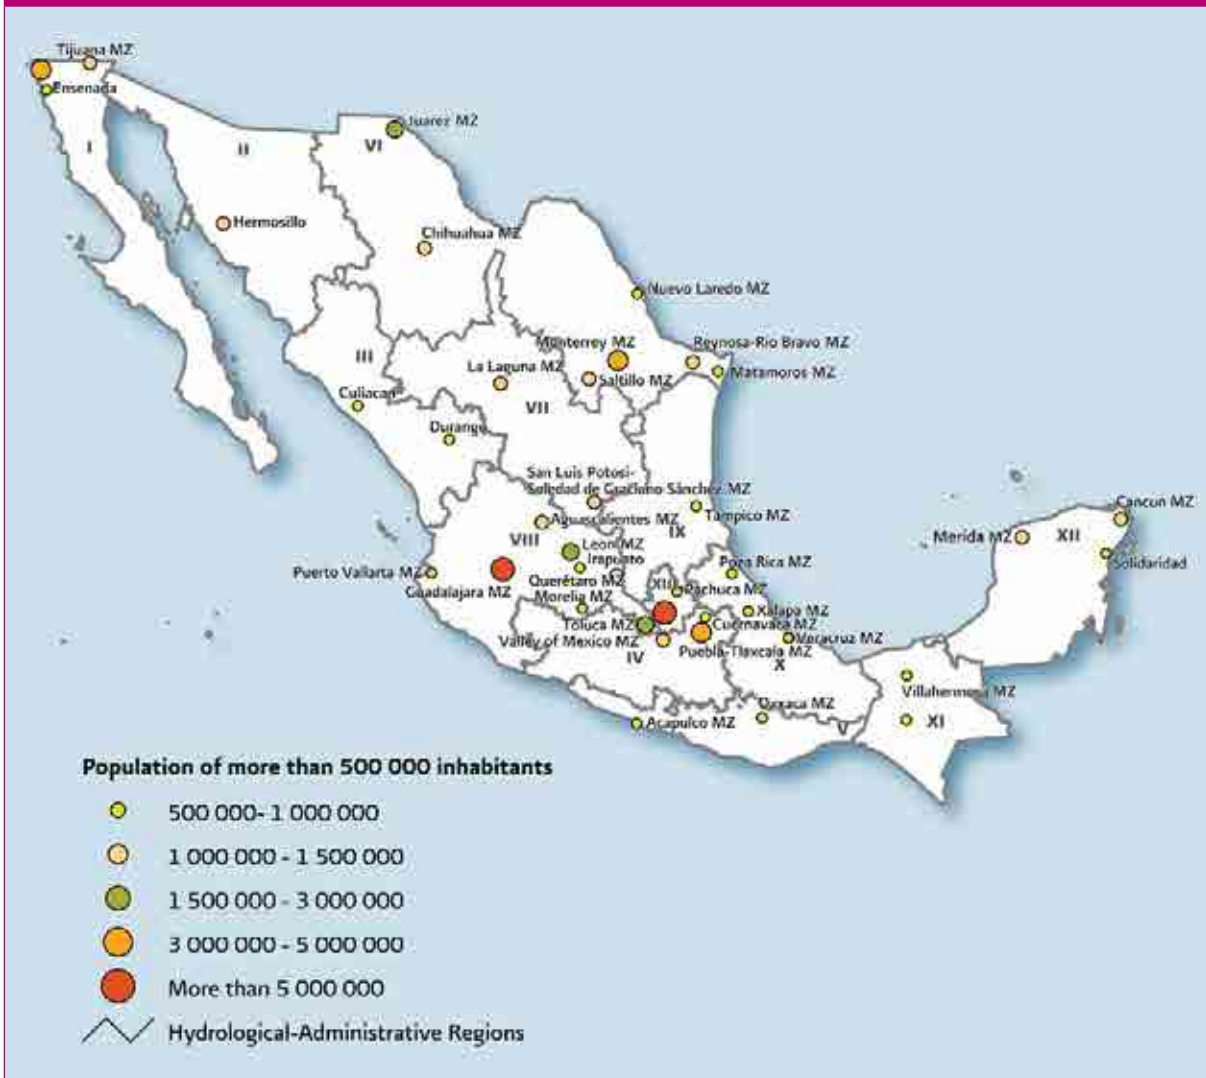 Tijuana MZ
Ensenada
I
II
VI
Juarez MZ
Hermosillo
Chihuahua MZ
Nuevo Laredo MZ
Monterrey MZ
Reynosa-Rio Bravo MZ
III
La Laguna MZ
Saltillo MZ
Matamoros MZ
Culiacan
VII
Durango
San Luis Potosi-
Soledad de Graciano Sánchez MZ
Aguascalientes MZ
Tampico MZ
Cancun MZ
VIII
IX
Merida MZ
XII
Leon MZ
Irapuato
Poza Rica MZ
Solidaridad
Puerto Vallarta MZ
Guadalajara MZ
Querétaro MZ
XIII
Pachuca MZ
Morelia MZ
Xalapa MZ
Toluca MZ
Cuernavaca MZ
Valley of Mexico MZ
Veracruz MZ
IV
Puebla-Tlaxcala MZ
X
Villahermosa MZ
Oaxaca MZ
Acapulco MZ
XI
Population of more than 500 000 inhabitants
500 000- 1 000 000
1 000 000 - 1 500 000
1 500 000 - 3 000 000
3 000 000 - 5 000 000
More than 5 000 000
Hydrological-Administrative Regions